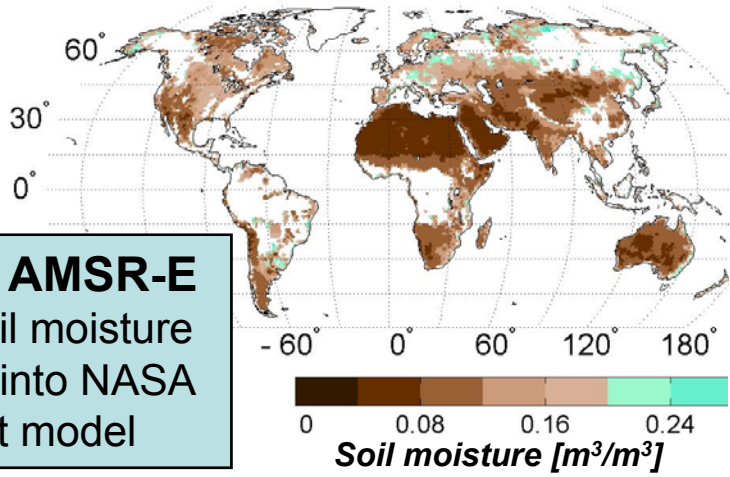 60°
30°
0°
AMSR-E
il moisture
into NASA
t model
- 60° 0° 60° 120° 180°
0 0.08 0.16 0.24
Soil moisture [m³/m³]